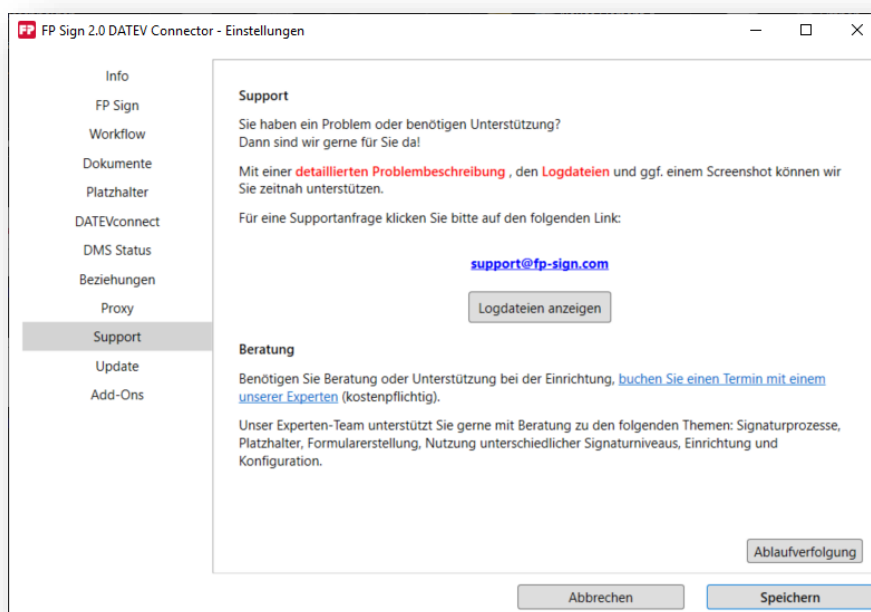 FP FP Sign 2.0 DATEV Connector - Einstellungen
Info
FP Sign
Workflow
Dokumente
Platzhalter
DATEVconnect
DMS Status
Beziehungen
Proxy
Support
Update
Add-Ons
Support
Sie haben ein Problem oder benötigen Unterstützung?
Dann sind wir gerne für Sie da!
Mit einer detaillierten Problembeschreibung , den Logdateien und ggf. einem Screenshot können wir
Sie zeitnah unterstützen.
Für eine Supportanfrage klicken Sie bitte auf den folgenden Link:
support@fp-sign.com
Logdateien anzeigen
Beratung
Benötigen Sie Beratung oder Unterstützung bei der Einrichtung, buchen Sie einen Termin mit einem
unserer Experten (kostenpflichtig).
Unser Experten-Team unterstützt Sie gerne mit Beratung zu den folgenden Themen: Signaturprozesse,
Platzhalter, Formularerstellung, Nutzung unterschiedlicher Signaturniveaus, Einrichtung und
Konfiguration.
Ablaufverfolgung
Abbrechen
Speichern